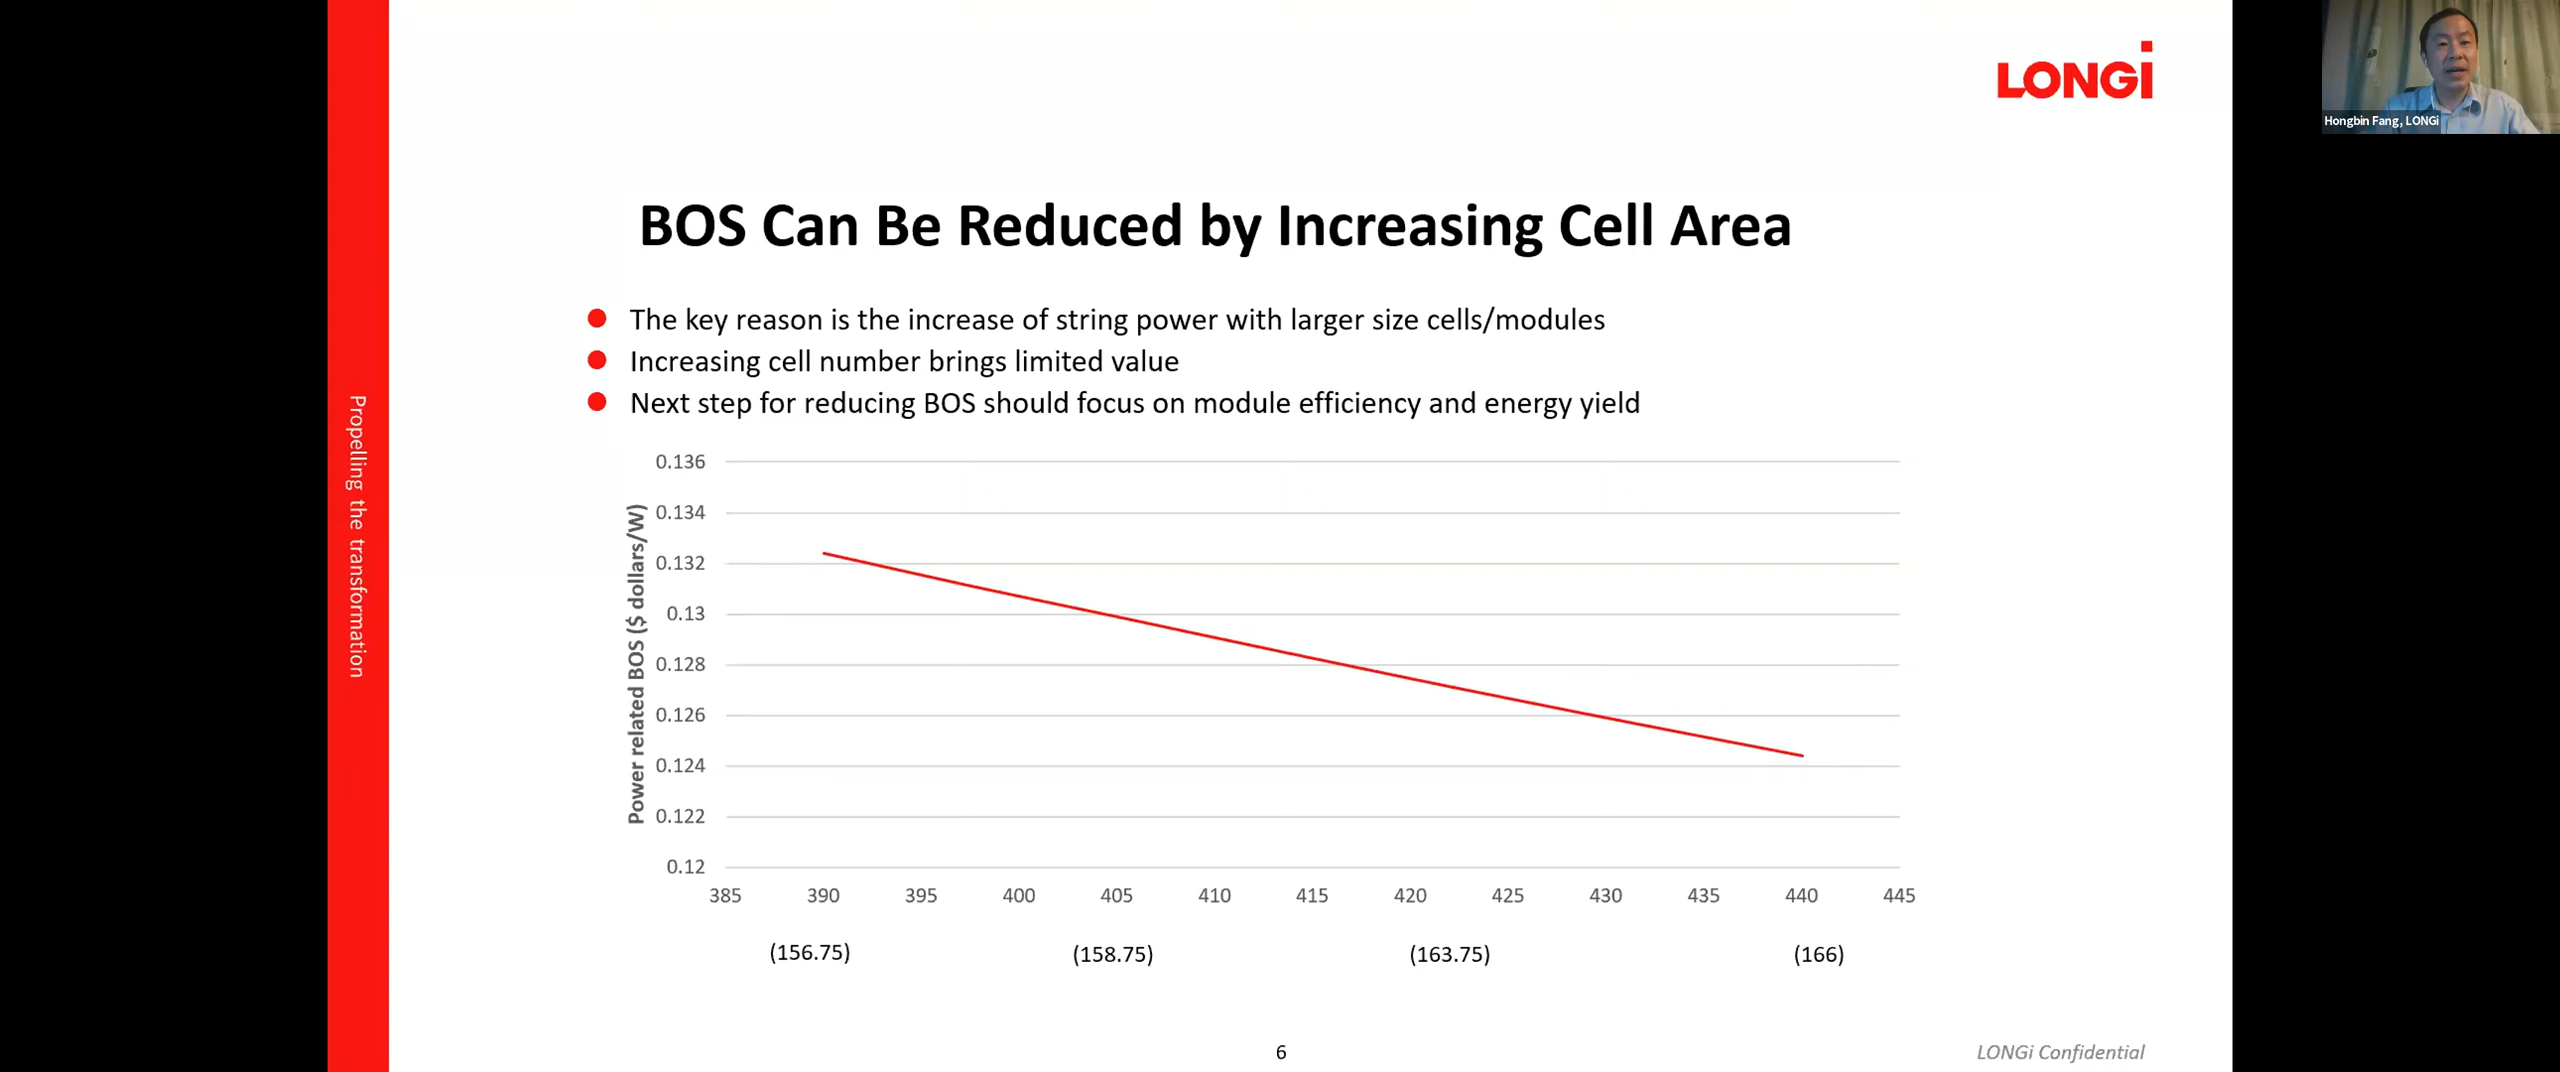 LONGi
Hongbin Fang, LONGi
Propelling the transformation
BOS Can Be Reduced by Increasing Cell Area
The key reason is the increase of string power with larger size cells/modules
Increasing cell number brings limited value
Next step for reducing BOS should focus on module efficiency and energy yield
Power related BOS ($ dollars/W)
0.136
0.134
0.132
0.13
0.128
0.126
0.124
0.122
0.12
385 390 395 400 405 410 415 420 425 430 435 440 445
(156.75) (158.75) (163.75) (166)
6
LONGi Confidential